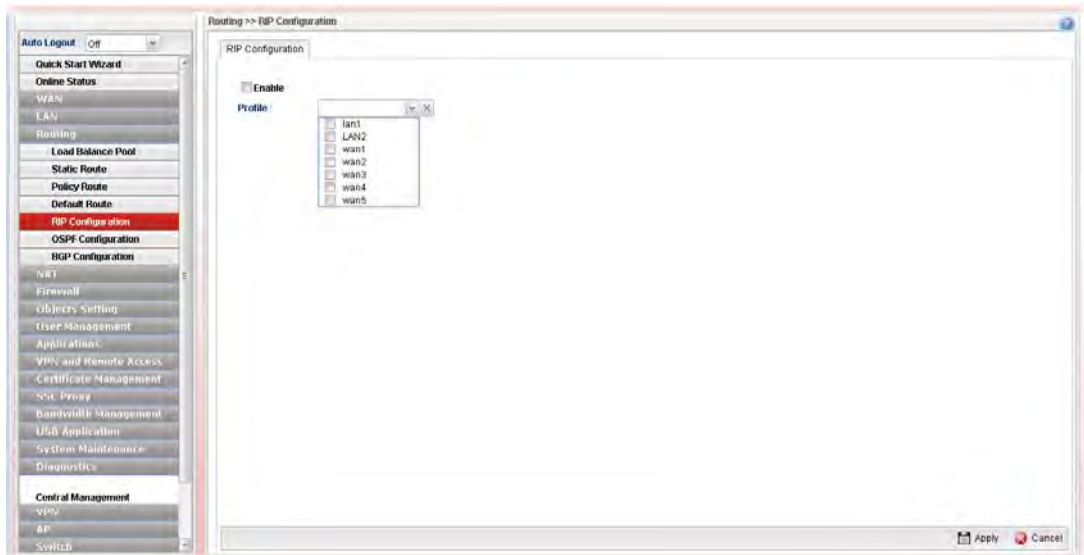 Routing >> RIP Configuration
Auto Logout : Off
Quick Start Wizard
Online Status
WAN
LAN
Routing
Load Balance Pool
Static Route
Policy Route
Default Route
RIP Configuration
OSPF Configuration
BGP Configuration
NAT
Firewall
Objects Setting
User Management
Applications
VPN and Remote Access
Certificate Management
SSL Proxy
Bandwidth Management
USB Application
System Maintenance
Diagnostics
Central Management
VPN
AP
Switch
RIP Configuration
Enable
Profile :
lan1
LAN2
wan1
wan2
wan3
wan4
wan5
Apply
Cancel